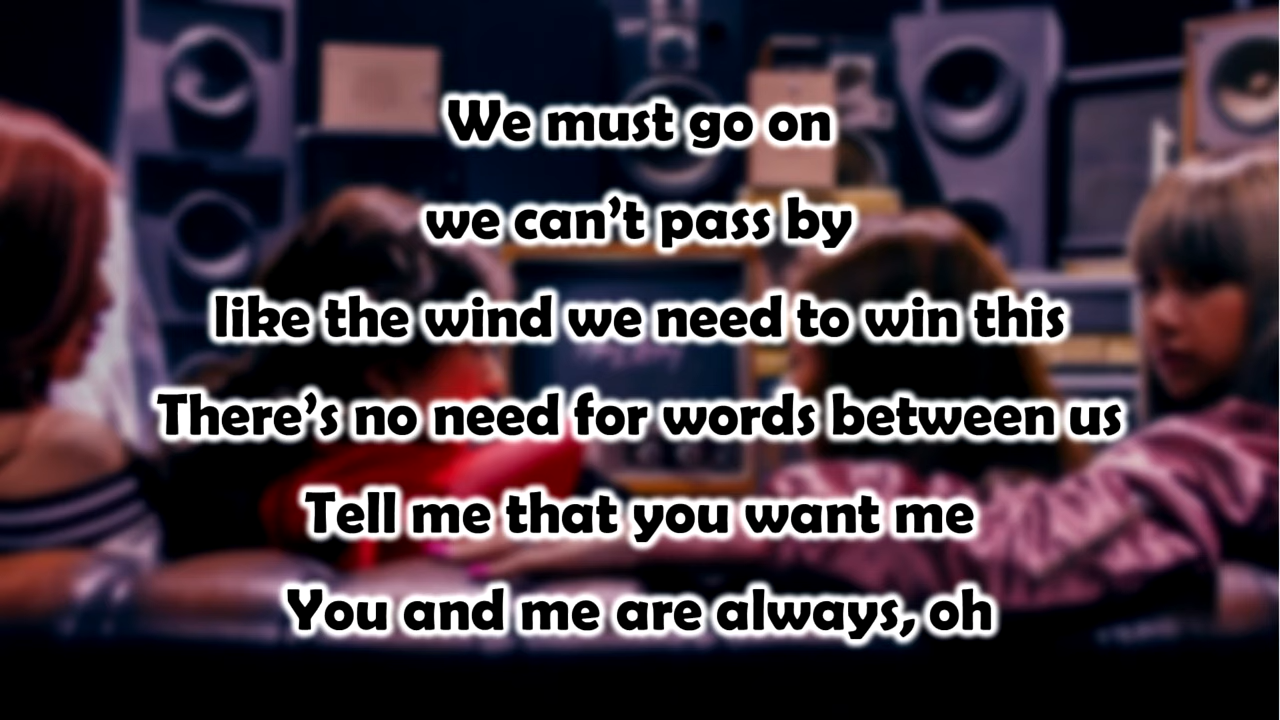 We must go on
we can’t pass by
like the wind we need to win this
There’s no need for words between us
Tell me that you want me
You and me are always, oh